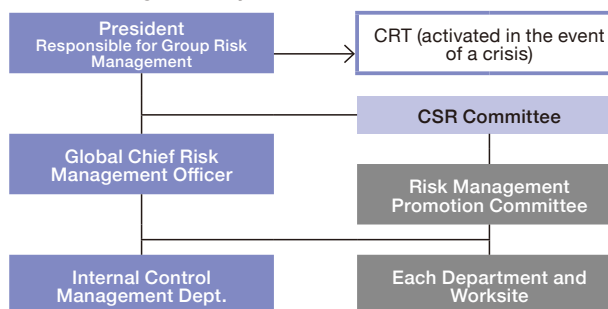 President
Responsible for Group Risk
Management
CRT (activated in the event
of a crisis)
CSR Committee
Global Chief Risk
Management Officer
Risk Management
Promotion Committee
Internal Control
Management Dept.
Each Department and
Worksite